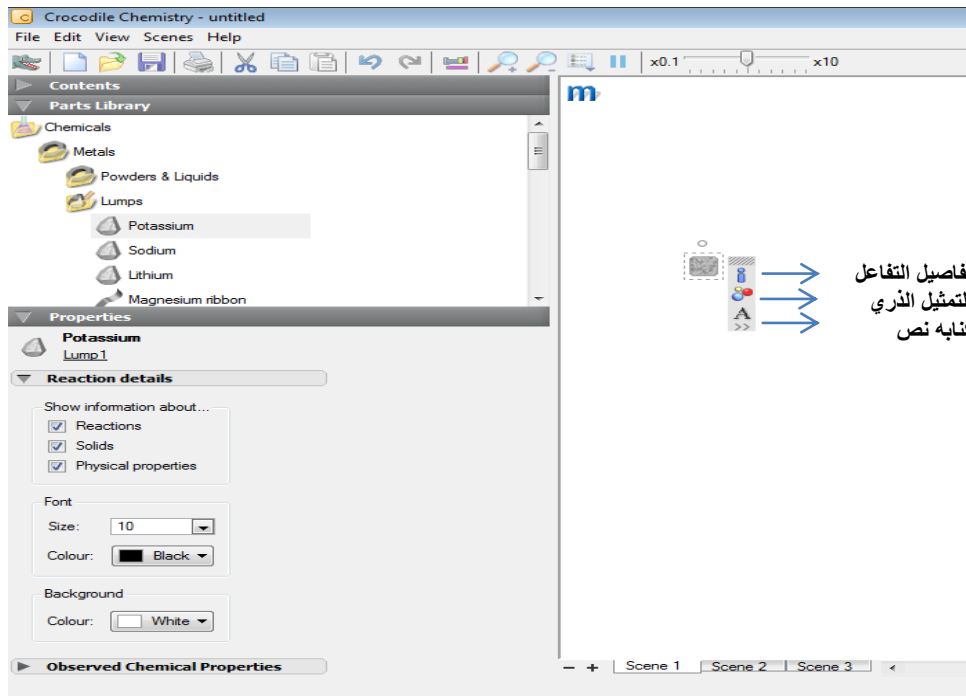 Crocodile Chemistry - untitled
File Edit View Scenes Help
x0.1 x10
Contents
Parts Library
Chemicals
Metals
Powders & Liquids
Lumps
Potassium
Sodium
Lithium
Magnesium ribbon
Properties
Potassium
Lump1
Reaction details
Show information about...
Reactions
Solids
Physical properties
Font
Size: 10
Colour: Black
Background
Colour: White
Observed Chemical Properties
m
فاصيل التفاعل
لتمثيل الذري
A
نص
- + Scene 1 Scene 2 Scene 3